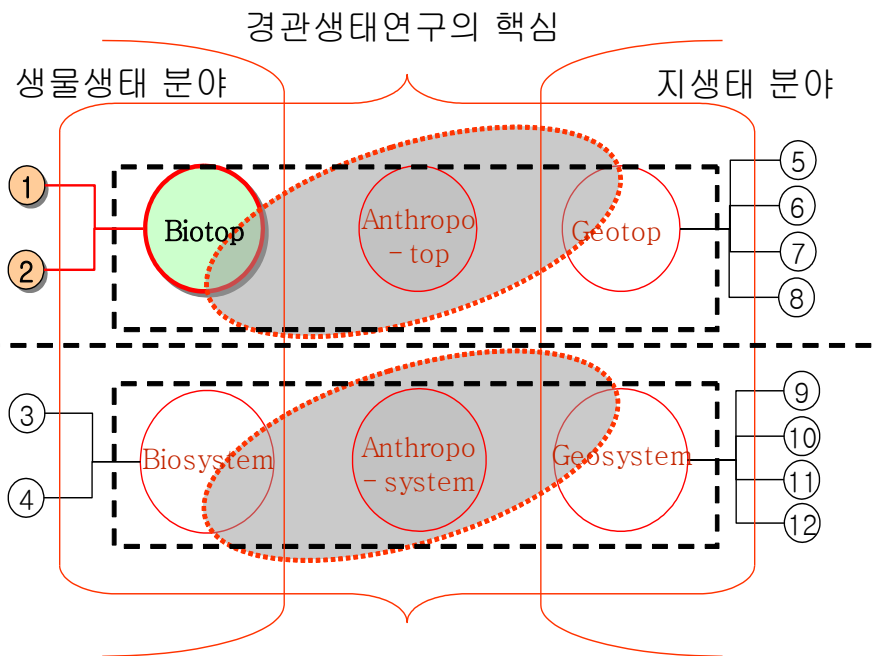 경관생태연구의 핵심
생물생태 분야
지생태 분야
①
②
Biotop
Anthropo
- top
Geotop
⑤
⑥
⑦
⑧
③
④
Biosystem
Anthropo
- system
Geosystem
⑨
⑩
⑪
⑫